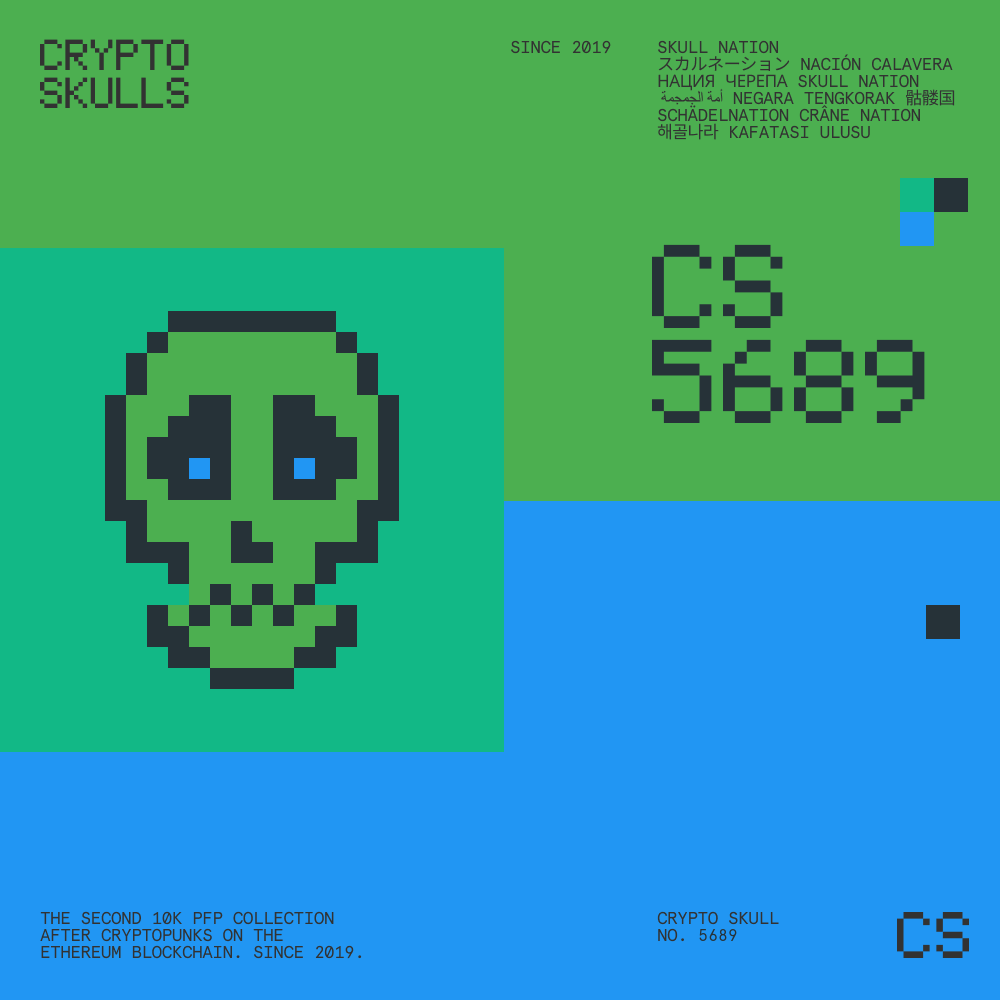 CRYPTO
SKULLS
SINCE 2019
SKULL NATION
スカルネーション NACIÓN CALAVERA
НАЦИЯ ЧЕРЕПА SKULL NATION
أمة الجمجمة NEGARA TENGKORAK 骷髅国
SCHÄDELNATION CRÂNE NATION
해골나라 KAFATASI ULUSU
CS
5689
THE SECOND 10K PFP COLLECTION
AFTER CRYPTOPUNKS ON THE
ETHEREUM BLOCKCHAIN. SINCE 2019.
CRYPTO SKULL
NO. 5689
CS